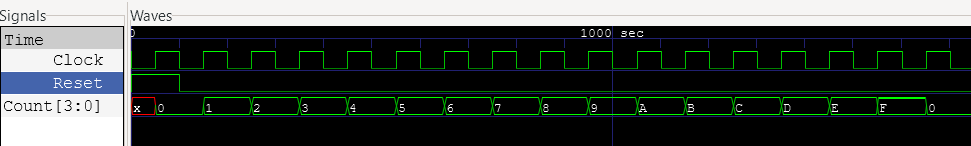 Signals Waves
Time 0 1000 sec
Clock
Reset
Count[3:0] x 0 1 2 3 4 5 6 7 8 9 A B C D E F 0